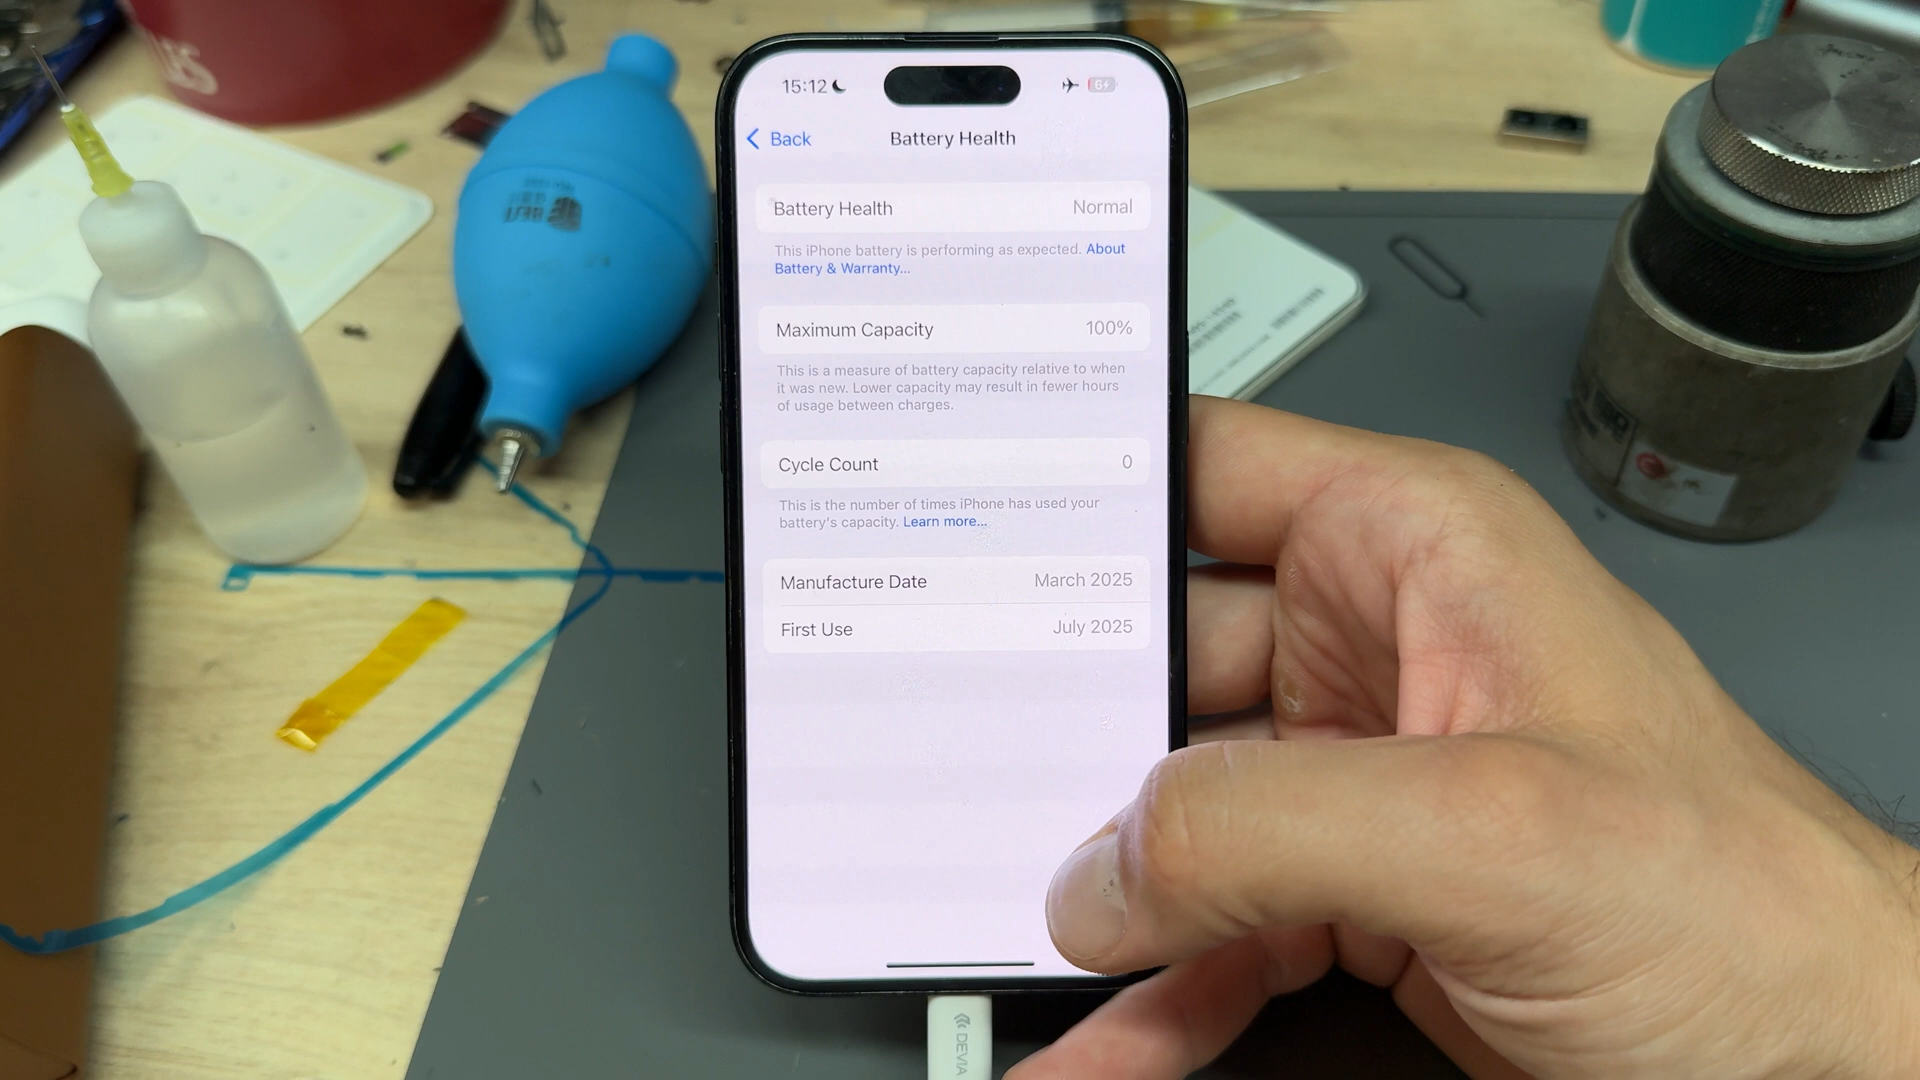 15:12
6
Back
Battery Health
Battery Health
Normal
This iPhone battery is performing as expected. About
Battery & Warranty...
Maximum Capacity
100%
This is a measure of battery capacity relative to when
it was new. Lower capacity may result in fewer hours
of usage between charges.
Cycle Count
0
This is the number of times iPhone has used your
battery's capacity. Learn more...
Manufacture Date
March 2025
First Use
July 2025
DEVIA
BEST